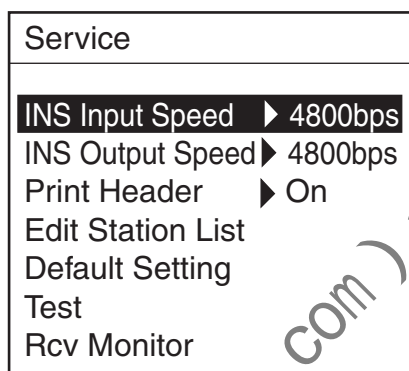 Service
INS Input Speed ▶ 4800bps
INS Output Speed ▶ 4800bps
Print Header ▶ On
Edit Station List
Default Setting
Test
Rcv Monitor
com )